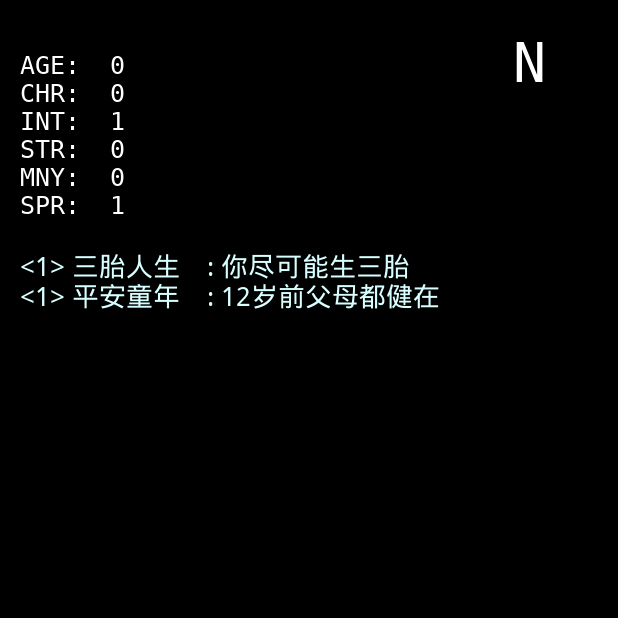 N
AGE: 0
CHR: 0
INT: 1
STR: 0
MNY: 0
SPR: 1
<1> 三胎人生 : 你尽可能生三胎
<1> 平安童年 : 12岁前父母都健在